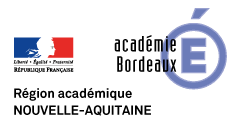 académie
Bordeaux
Liberté • Égalité • Fraternité
RÉPUBLIQUE FRANÇAISE
Région académique
NOUVELLE-AQUITAINE